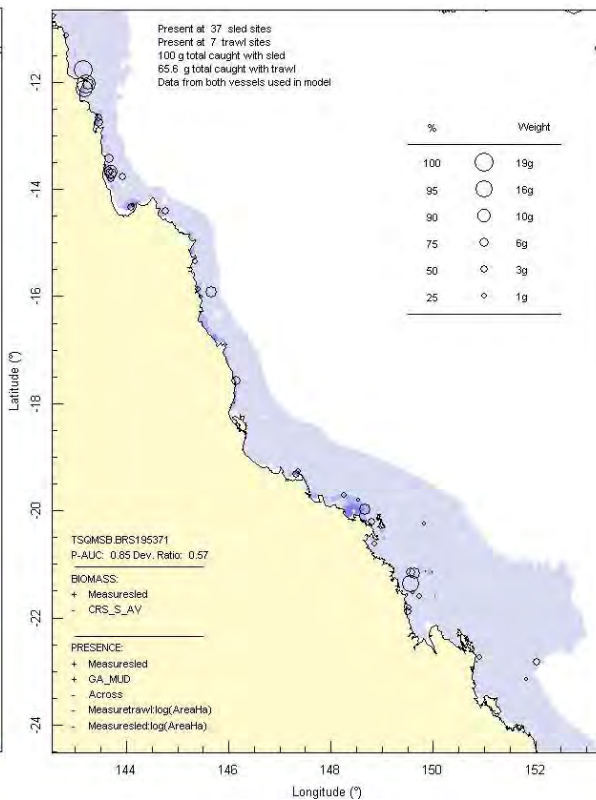 Present at 37 sled sites
Present at 7 trawl sites
100 g total caught with sled
65.6 g total caught with trawl
Data from both vessels used in model
% Weight
100 19g
95 16g
90 10g
75 6g
50 3g
25 1g
-12
-14
-16
-18
-20
-22
-24
Latitude (°)
TSQMSB.BRS195371
P-AUC: 0.85 Dev. Ratio: 0.57
BIOMASS:
+ Measuresled
- CRS_S_AV
PRESENCE:
+ Measuresled
+ GA_MUD
- Across
- Measuretrawl:log(AreaHa)
- Measuresled:log(AreaHa)
144 146 148 150 152
Longitude (°)